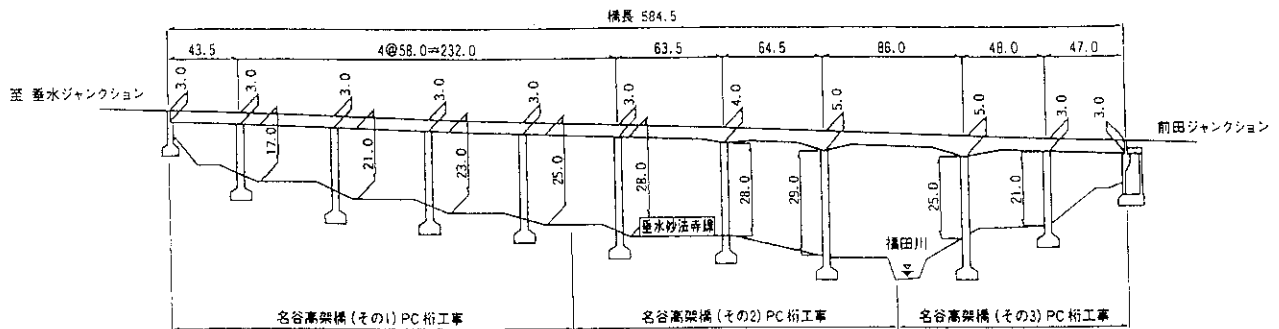 橋長 584.5
43.5 4@58.0=232.0 63.5 64.5 86.0 48.0 47.0
3.0 3.0 3.0 3.0 3.0 3.0 4.0 5.0 5.0 3.0 3.0
至 垂水ジャンクション
前田ジャンクション
17.0 21.0 23.0 25.0 28.0 28.0 29.0 25.0 21.0
垂水妙法寺線
福田川
名谷高架橋(その1)PC桁工事 名谷高架橋(その2)PC桁工事 名谷高架橋(その3)PC桁工事